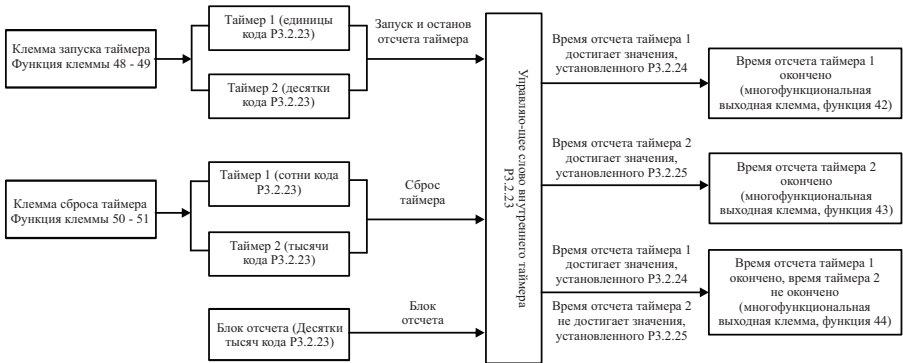 Клемма запуска таймера
Функция клеммы 48 - 49
Таймер 1 (единицы
кода P3.2.23)
Таймер 2 (десятки
кода P3.2.23)
Запуск и останов
отсчета таймера
Клемма сброса таймера
Функция клеммы 50 - 51
Таймер 1 (сотни кода
P3.2.23)
Таймер 2 (тысячи
кода P3.2.23)
Сброс
таймера
Блок отсчета (Десятки
тысяч кода P3.2.23)
Блок
отсчета
Управляю-щее слово внутреннего таймера
P3.2.23
Время отсчета таймера 1
достигает значения,
установленного P3.2.24
Время отсчета таймера 1
окончено
(многофункциональная
выходная клемма, функция 42)
Время отсчета таймера 2
достигает значения,
установленного P3.2.25
Время отсчета таймера 2
окончено
(многофункциональная
выходная клемма, функция 43)
Время отсчета таймера 1
достигает значения,
установленного P3.2.24
Время отсчета таймера 2
не достигает значения,
установленного P3.2.25
Время отсчета таймера 1
окончено, время таймера 2
не окончено
(многофункциональная
выходная клемма, функция 44)